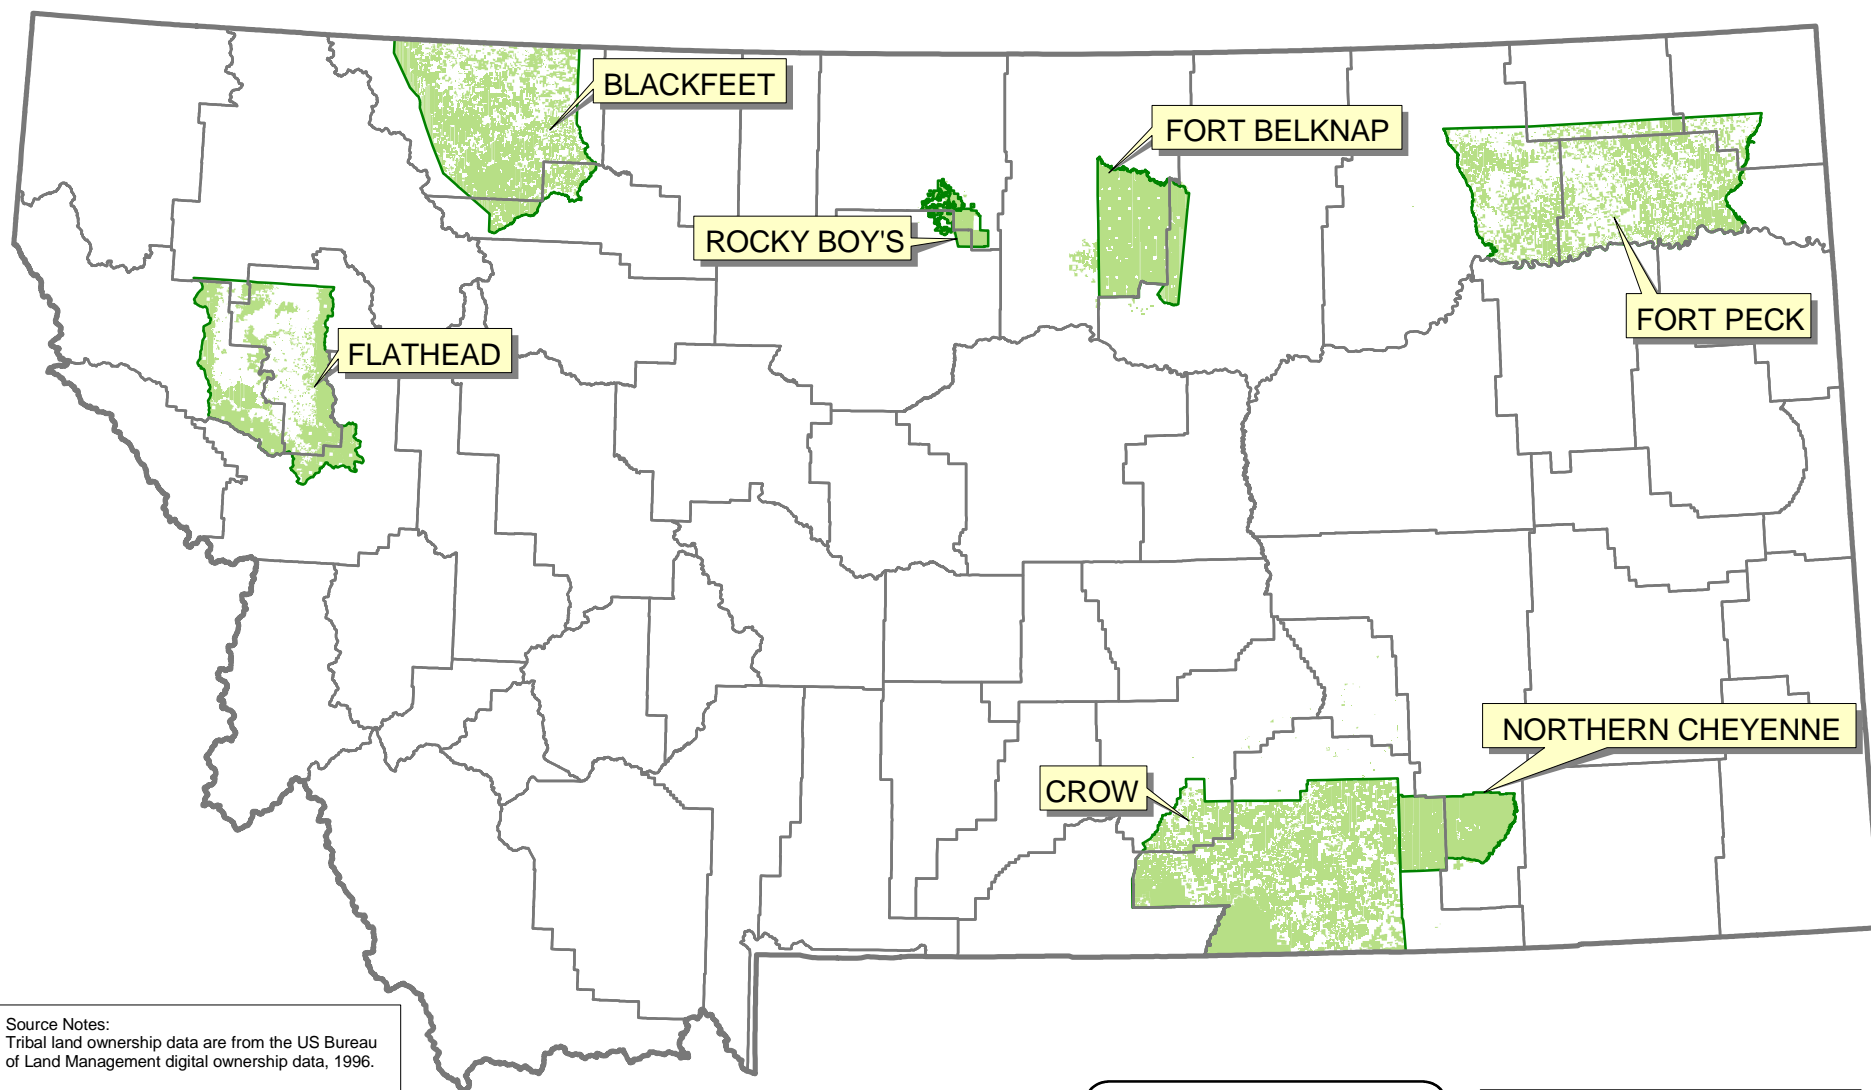 BLACKFEET
FORT BELKNAP
ROCKY BOY'S
FORT PECK
FLATHEAD
NORTHERN CHEYENNE
CROW
Source Notes:
Tribal land ownership data are from the US Bureau
of Land Management digital ownership data, 1996.